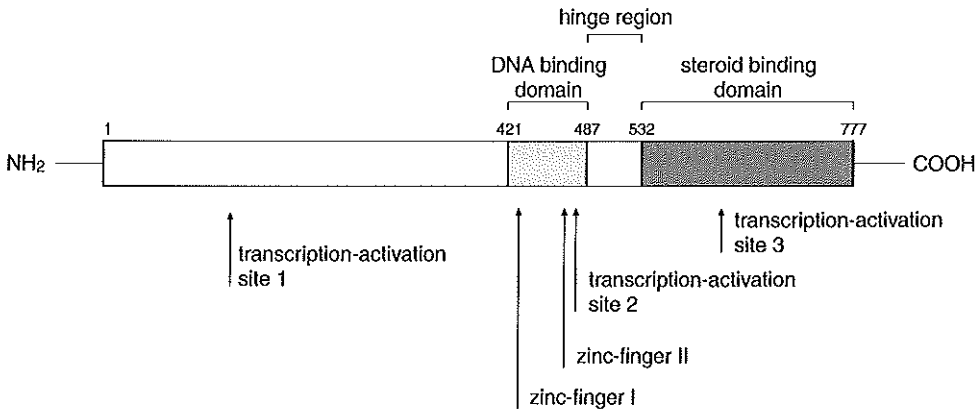 hinge region
DNA binding
domain
steroid binding
domain
1
421
487
532
777
NH2
COOH
transcription-activation
site 1
transcription-activation
site 3
transcription-activation
site 2
zinc-finger II
zinc-finger I